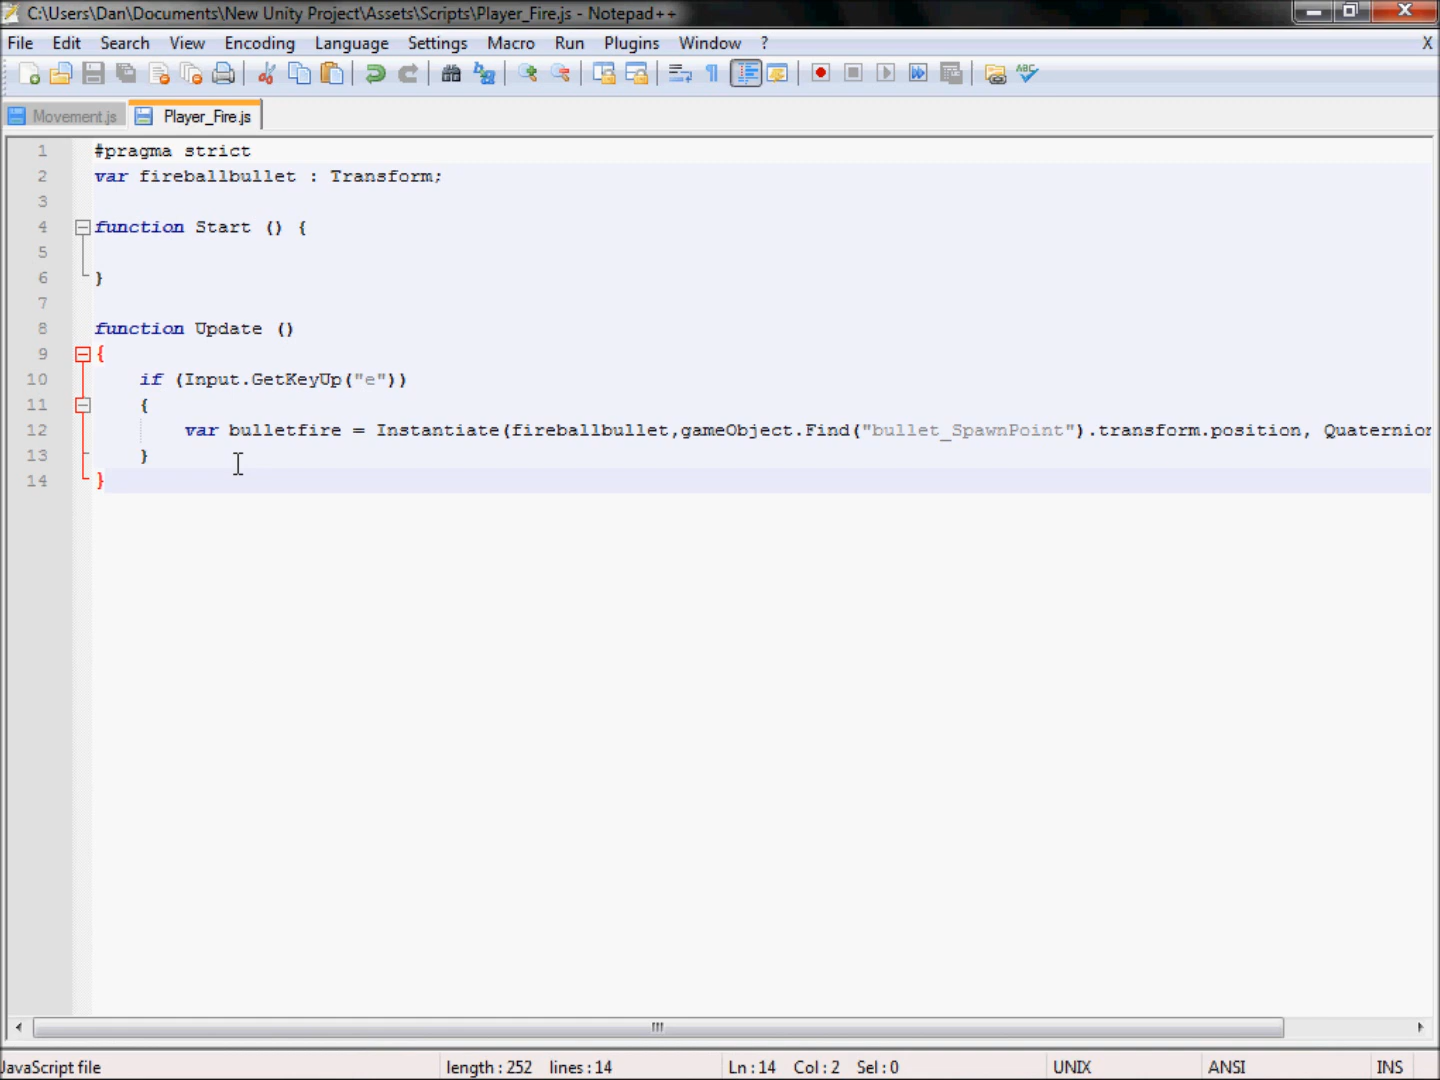 C:\Users\Dan\Documents\New Unity Project\Assets\Scripts\Player_Fire.js - Notepad++
File Edit Search View Encoding Language Settings Macro Run Plugins Window ? X
Movement.js Player_Fire.js
1 #pragma strict
2 var fireballbullet : Transform;
3
4 function Start () {
5
6 }
7
8 function Update ()
9 {
10 if (Input.GetKeyUp("e"))
11 {
12 var bulletfire = Instantiate(fireballbullet,gameObject.Find("bullet_SpawnPoint").transform.position, Quaternion
13 }
14 }
JavaScript file length : 252 lines : 14 Ln : 14 Col : 2 Sel : 0 UNIX ANSI INS